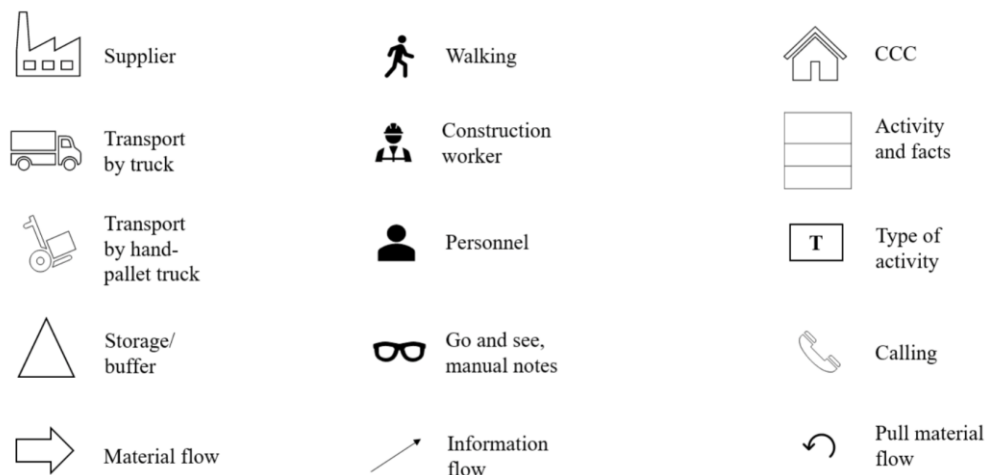 Supplier
Walking
CCC
Transport
by truck
Construction
worker
Activity
and facts
Transport
by hand-
pallet truck
Personnel
T
Type of
activity
Storage/
buffer
Go and see,
manual notes
Calling
Material flow
Information
flow
Pull material
flow